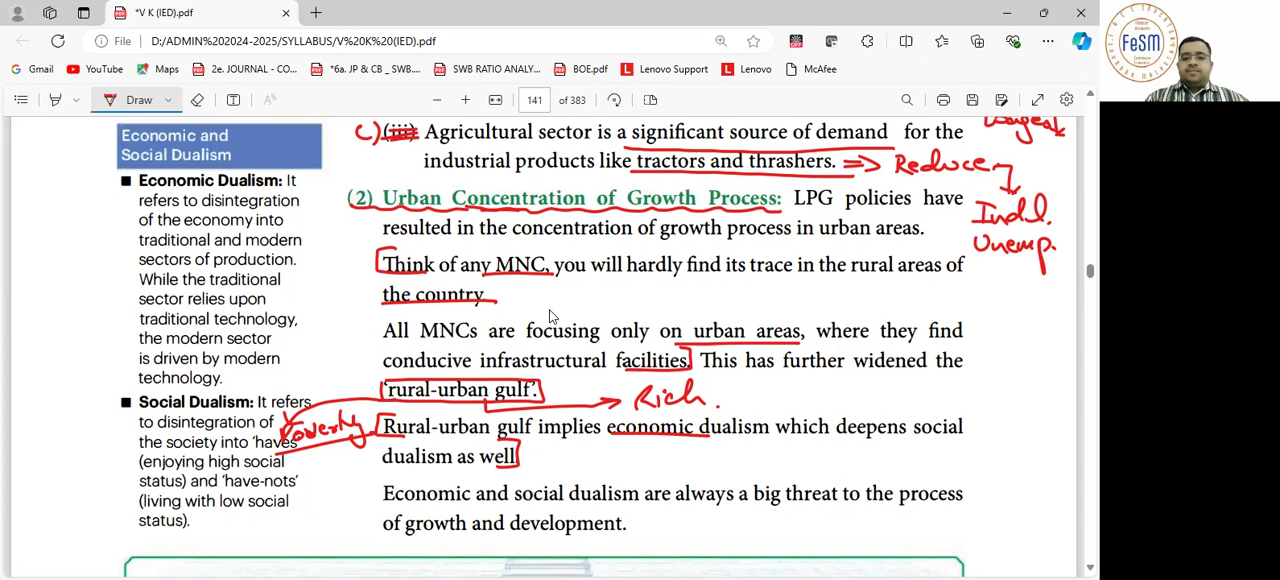 *V K (IED).pdf
File
D:/ADMIN%202024-2025/SYLLABUS/V%20K%20(IED).pdf
Gmail
YouTube
Maps
2e. JOURNAL - CO...
*6a. JP & CB _ SWB....
SWB RATIO ANALY...
BOE.pdf
Lenovo Support
Lenovo
McAfee
Draw
141 of 383
FeSM
Economic and
Social Dualism
■ Economic Dualism: It
refers to disintegration
of the economy into
traditional and modern
sectors of production.
While the traditional
sector relies upon
traditional technology,
the modern sector
is driven by modern
technology.
■ Social Dualism: It refers
to disintegration of
the society into 'haves'
(enjoying high social
status) and 'have-nots'
(living with low social
status).
C) (iii) Agricultural sector is a significant source of demand for the
industrial products like tractors and thrashers. => Reduce
Indl.
Unemp.
(2) Urban Concentration of Growth Process: LPG policies have
resulted in the concentration of growth process in urban areas.
Think of any MNC, you will hardly find its trace in the rural areas of
the country.
All MNCs are focusing only on urban areas, where they find
conducive infrastructural facilities. This has further widened the
'rural-urban gulf'.
Rich.
Poverty
Rural-urban gulf implies economic dualism which deepens social
dualism as well.
Economic and social dualism are always a big threat to the process
of growth and development.